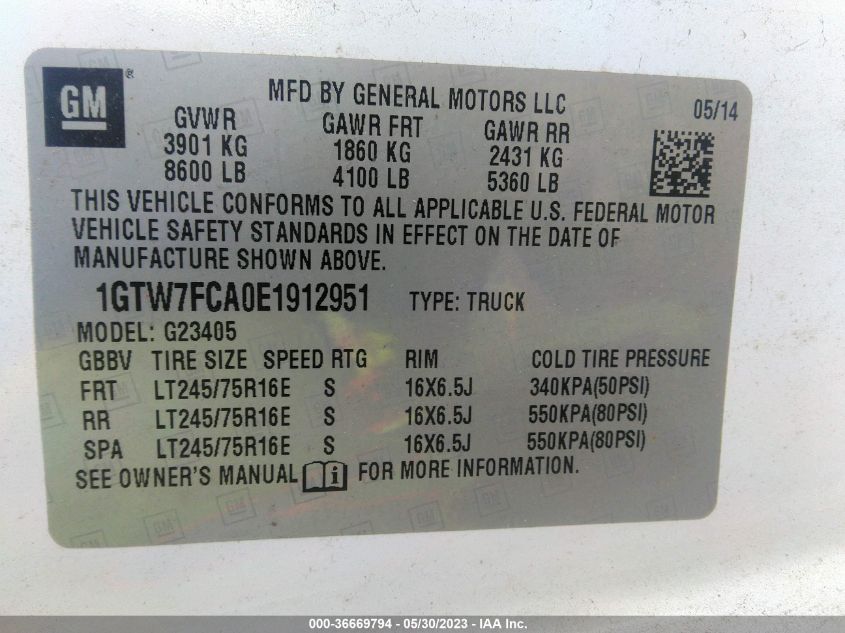 GM ®
MFD BY GENERAL MOTORS LLC
05/14
GVWR GAWR FRT GAWR RR
3901 KG 1860 KG 2431 KG
8600 LB 4100 LB 5360 LB
THIS VEHICLE CONFORMS TO ALL APPLICABLE U.S. FEDERAL MOTOR
VEHICLE SAFETY STANDARDS IN EFFECT ON THE DATE OF
MANUFACTURE SHOWN ABOVE.
1GTW7FCA0E1912951 TYPE: TRUCK
MODEL: G23405
GBBV TIRE SIZE SPEED RTG RIM COLD TIRE PRESSURE
FRT LT245/75R16E S 16X6.5J 340KPA(50PSI)
RR LT245/75R16E S 16X6.5J 550KPA(80PSI)
SPA LT245/75R16E S 16X6.5J 550KPA(80PSI)
SEE OWNER'S MANUAL i FOR MORE INFORMATION.
000-36669794 — 05/30/2023 — IAA Inc.